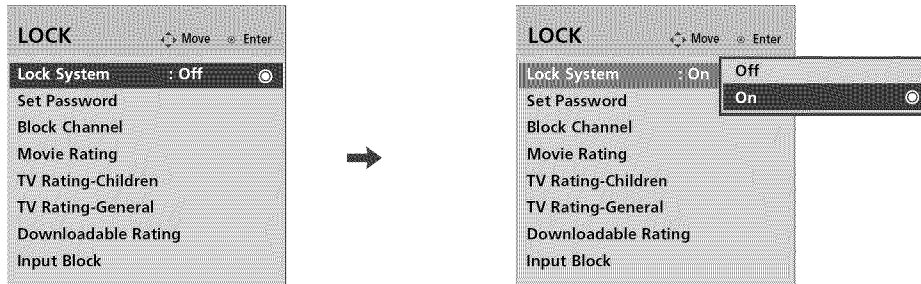 LOCK Move Enter
Lock System : Off
Set Password
Block Channel
Movie Rating
TV Rating-Children
TV Rating-General
Downloadable Rating
Input Block
LOCK Move Enter
Lock System : On
Off
On
Set Password
Block Channel
Movie Rating
TV Rating-Children
TV Rating-General
Downloadable Rating
Input Block